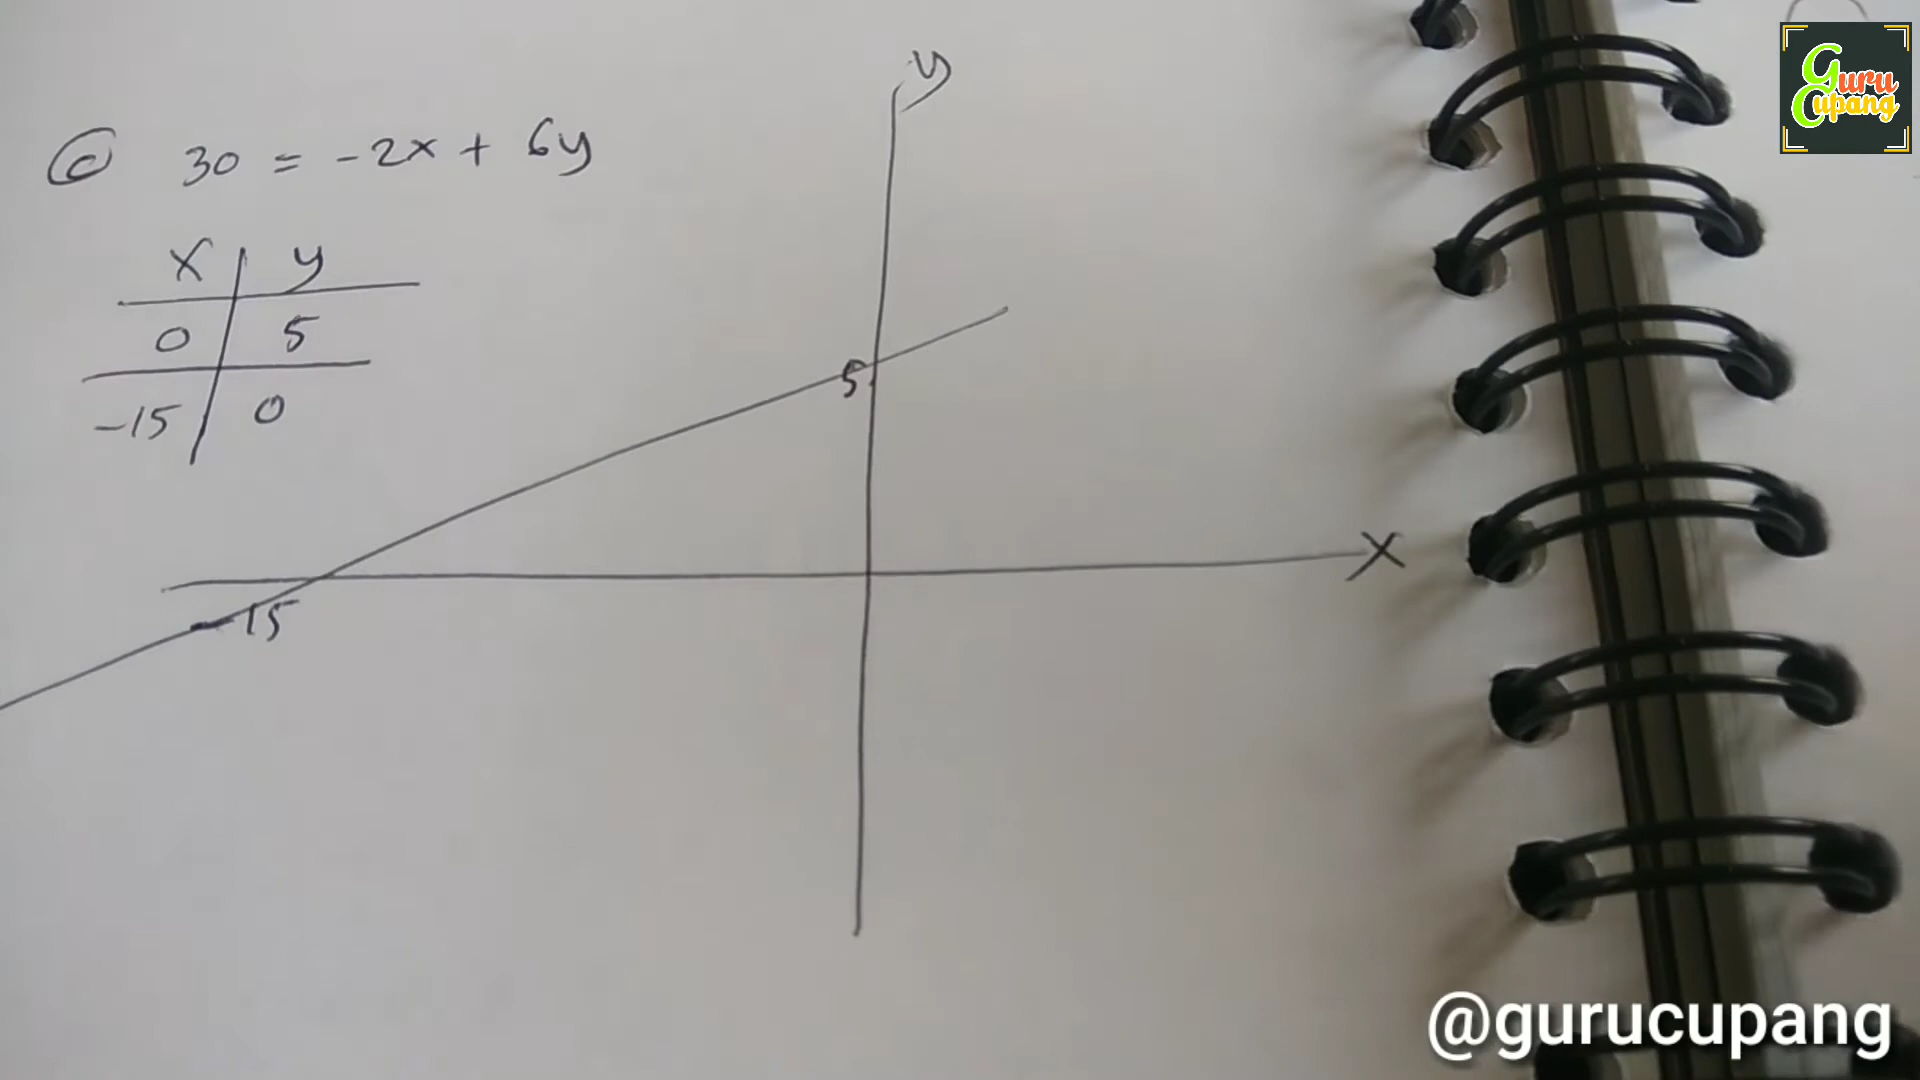 c 30 = -2x + 6y
x y
0 5
-15 0
y
5
x
-15
Guru
Cupang
@gurucupang